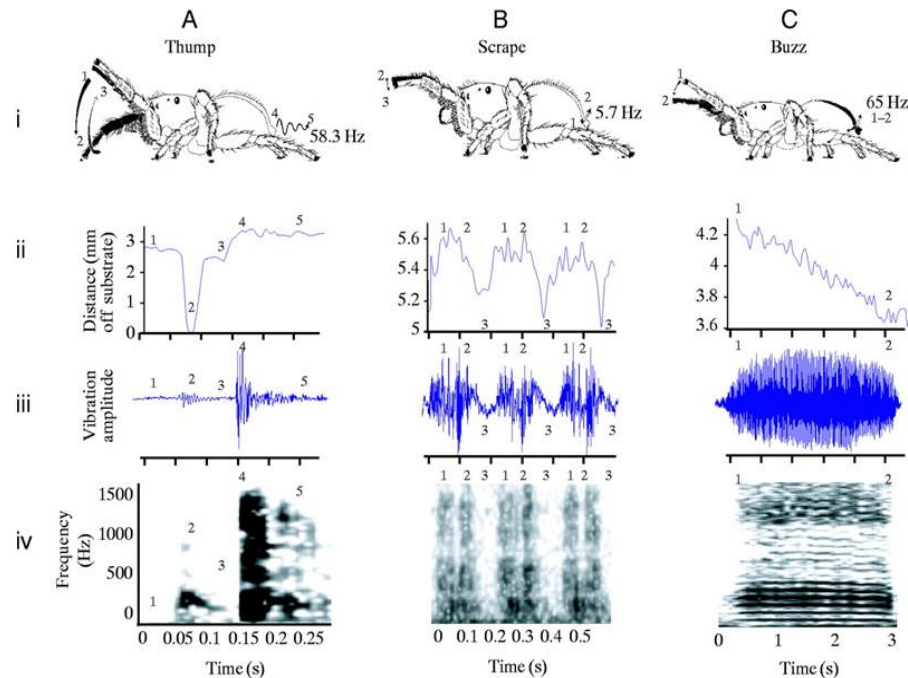 A B C
Thump Scrape Buzz
i
1 3 2 4 5 58.3 Hz
1 3 2 1 5.7 Hz
1 2 65 Hz
1–2
ii
Distance (mm
off substrate)
3
2
1
0
1 2 3 4 5
5.6
5.4
5.2
5
1 2 3 1 2 3 1 2 3
4.2
4
3.8
3.6
1 2
iii
Vibration
amplitude
1 2 3 4 5
1 2 3 1 2 3 1 2 3
1 2
iv
Frequency
(Hz)
1500
1000
500
0
1 2 3 4 5
1 2 3 1 2 3 1 2 3
1 2
0 0.05 0.1 0.15 0.2 0.25
0 0.1 0.2 0.3 0.4 0.5
0 1 2 3
Time (s) Time (s) Time (s)